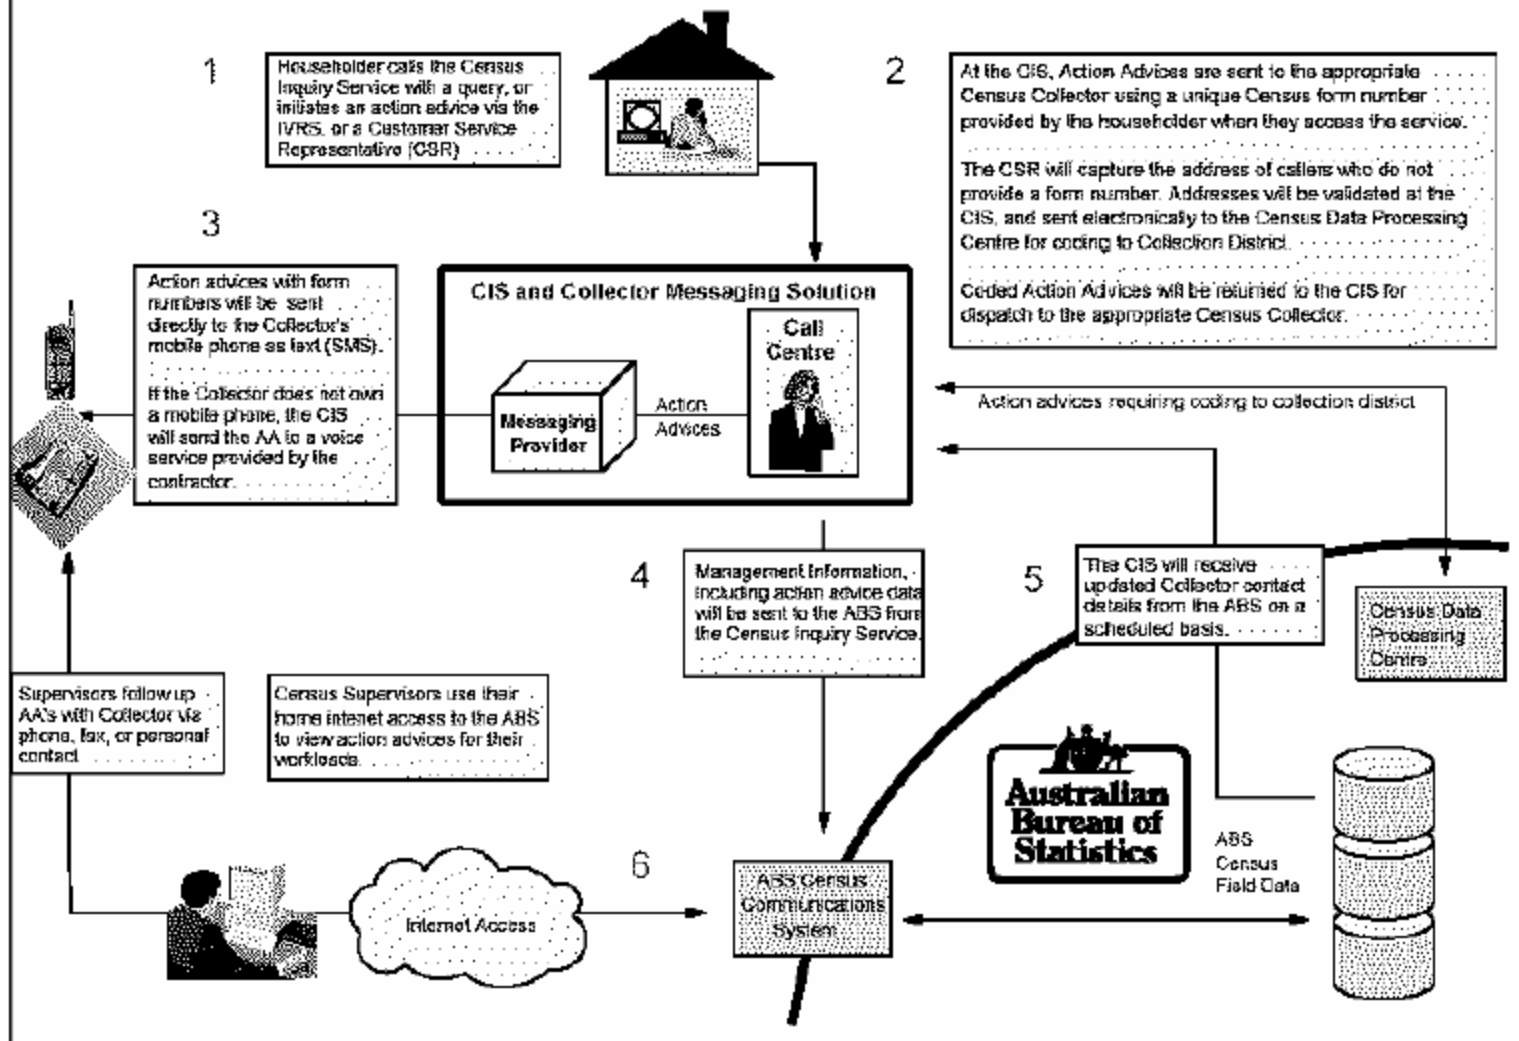 1
Householder calls the Census
Inquiry Service with a query, or
initiates an action advice via the
IVRS, or a Customer Service
Representative (CSR)
2
At the CIS, Action Advices are sent to the appropriate
Census Collector using a unique Census form number
provided by the householder when they access the service.
The CSR will capture the address of callers who do not
provide a form number. Addresses will be validated at the
CIS, and sent electronically to the Census Data Processing
Centre for coding to Collection District.
Coded Action Advices will be returned to the CIS for
dispatch to the appropriate Census Collector.
3
Action advices with form
numbers will be sent
directly to the Collector's
mobile phone as text (SMS).
If the Collector does not own
a mobile phone, the CIS
will send the AA to a voice
service provided by the
contractor.
CIS and Collector Messaging Solution
Call
Centre
Messaging
Provider
Action
Advices
Action advices requiring coding to collection district
4
Management Information,
including action advice data
will be sent to the ABS from
the Census Inquiry Service.
5
The CIS will receive
updated Collector contact
details from the ABS on a
scheduled basis.
Census Data
Processing
Centre
Supervisors follow up
AA's with Collector via
phone, fax, or personal
contact
Census Supervisors use their
home intenet access to the ABS
to view action advices for their
workloads.
Australian
Bureau of
Statistics
ABS
Census
Field Data
6
Internet Access
ABS Census
Communications
System